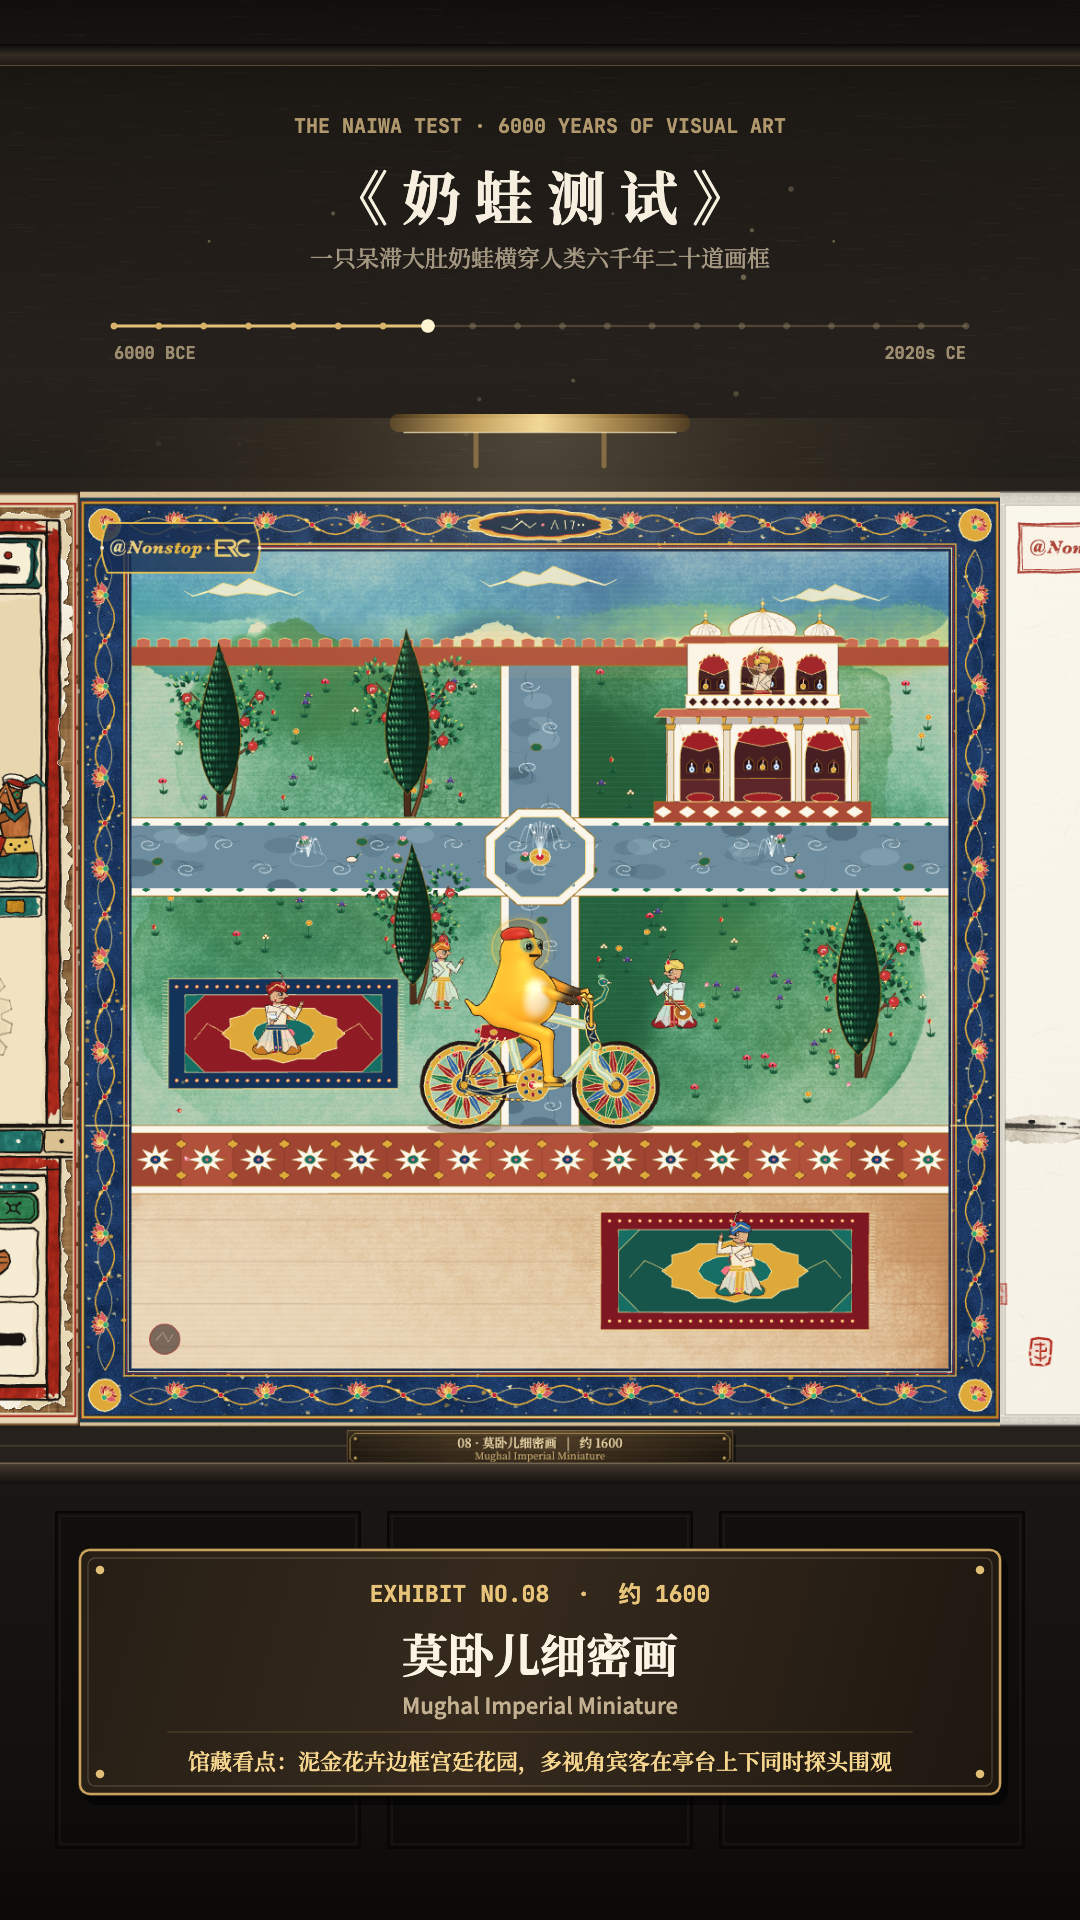 THE NAIWA TEST · 6000 YEARS OF VISUAL ART
《奶蛙测试》
一只呆滞大肚奶蛙横穿人类六千年二十道画框
6000 BCE
2020s CE
@Nonstop·ERC
@Non
08 · 莫卧儿细密画 | 约 1600
Mughal Imperial Miniature
EXHIBIT NO.08 · 约 1600
莫卧儿细密画
Mughal Imperial Miniature
馆藏看点：泥金花卉边框宫廷花园，多视角宾客在亭台上下同时探头围观